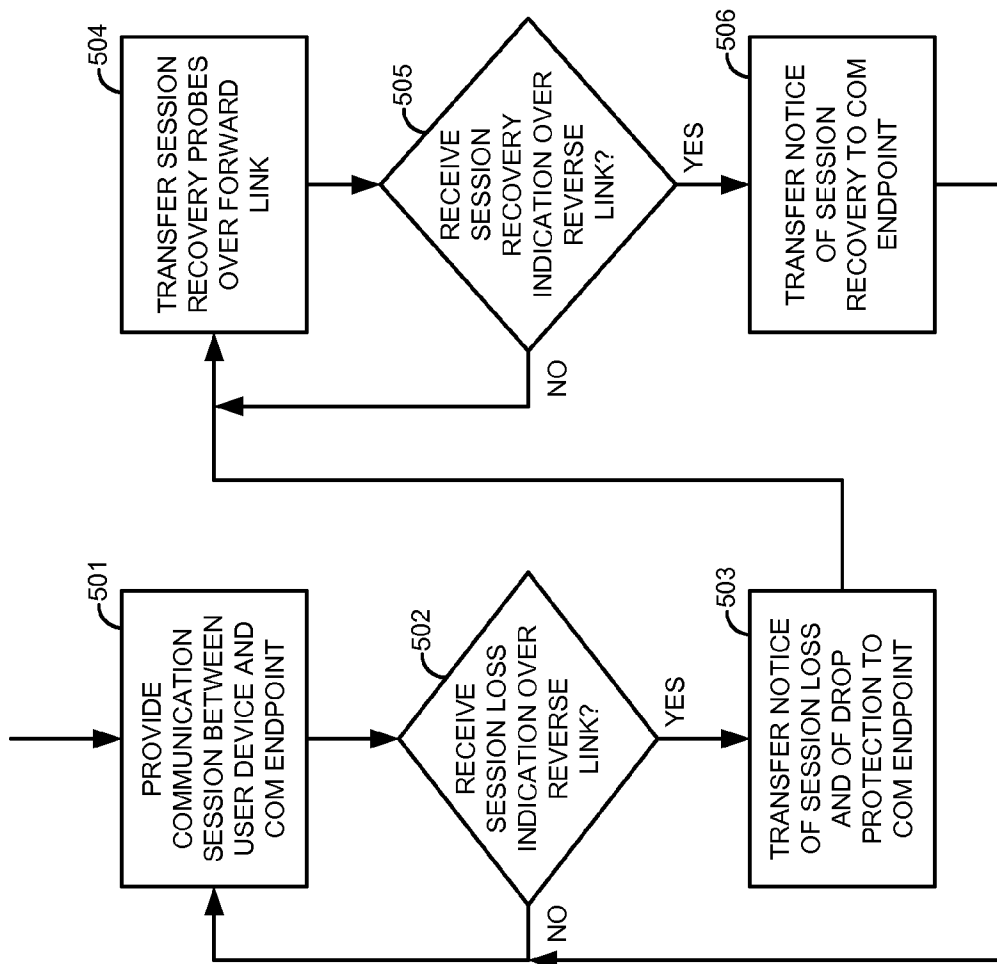 501
PROVIDE
COMMUNICATION
SESSION BETWEEN
USER DEVICE AND
COM ENDPOINT
502
RECEIVE
SESSION LOSS
INDICATION OVER
REVERSE
LINK?
NO
YES
503
TRANSFER NOTICE
OF SESSION LOSS
AND OF DROP
PROTECTION TO
COM ENDPOINT
504
TRANSFER SESSION
RECOVERY PROBES
OVER FORWARD
LINK
505
RECEIVE
SESSION
RECOVERY
INDICATION OVER
REVERSE
LINK?
NO
YES
506
TRANSFER NOTICE
OF SESSION
RECOVERY TO COM
ENDPOINT